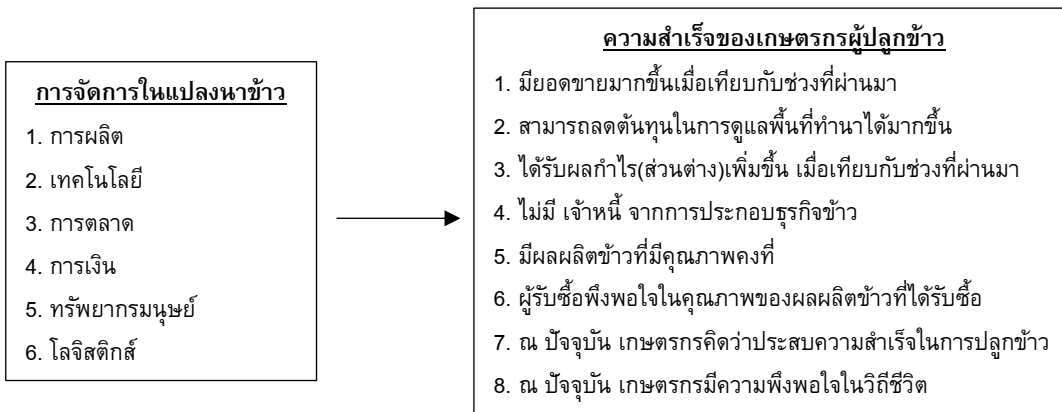 การจัดการในแปลงนาข้าว
1. การผลิต
2. เทคโนโลยี
3. การตลาด
4. การเงิน
5. ทรัพยากรมนุษย์
6. โลจิสติกส์
ความสำเร็จของเกษตรกรผู้ปลูกข้าว
1. มียอดขายมากขึ้นเมื่อเทียบกับช่วงที่ผ่านมา
2. สามารถลดต้นทุนในการดูแลพื้นที่ทำนาได้มากขึ้น
3. ได้รับผลกำไร(ส่วนต่าง)เพิ่มขึ้น เมื่อเทียบกับช่วงที่ผ่านมา
4. ไม่มี เจ้าหนี้ จากการประกอบธุรกิจข้าว
5. มีผลผลิตข้าวที่มีคุณภาพคงที่
6. ผู้รับซื้อพึงพอใจในคุณภาพของผลผลิตข้าวที่ได้รับซื้อ
7. ณ ปัจจุบัน เกษตรกรคิดว่าประสบความสำเร็จในการปลูกข้าว
8. ณ ปัจจุบัน เกษตรกรมีความพึงพอใจในวิถีชีวิต